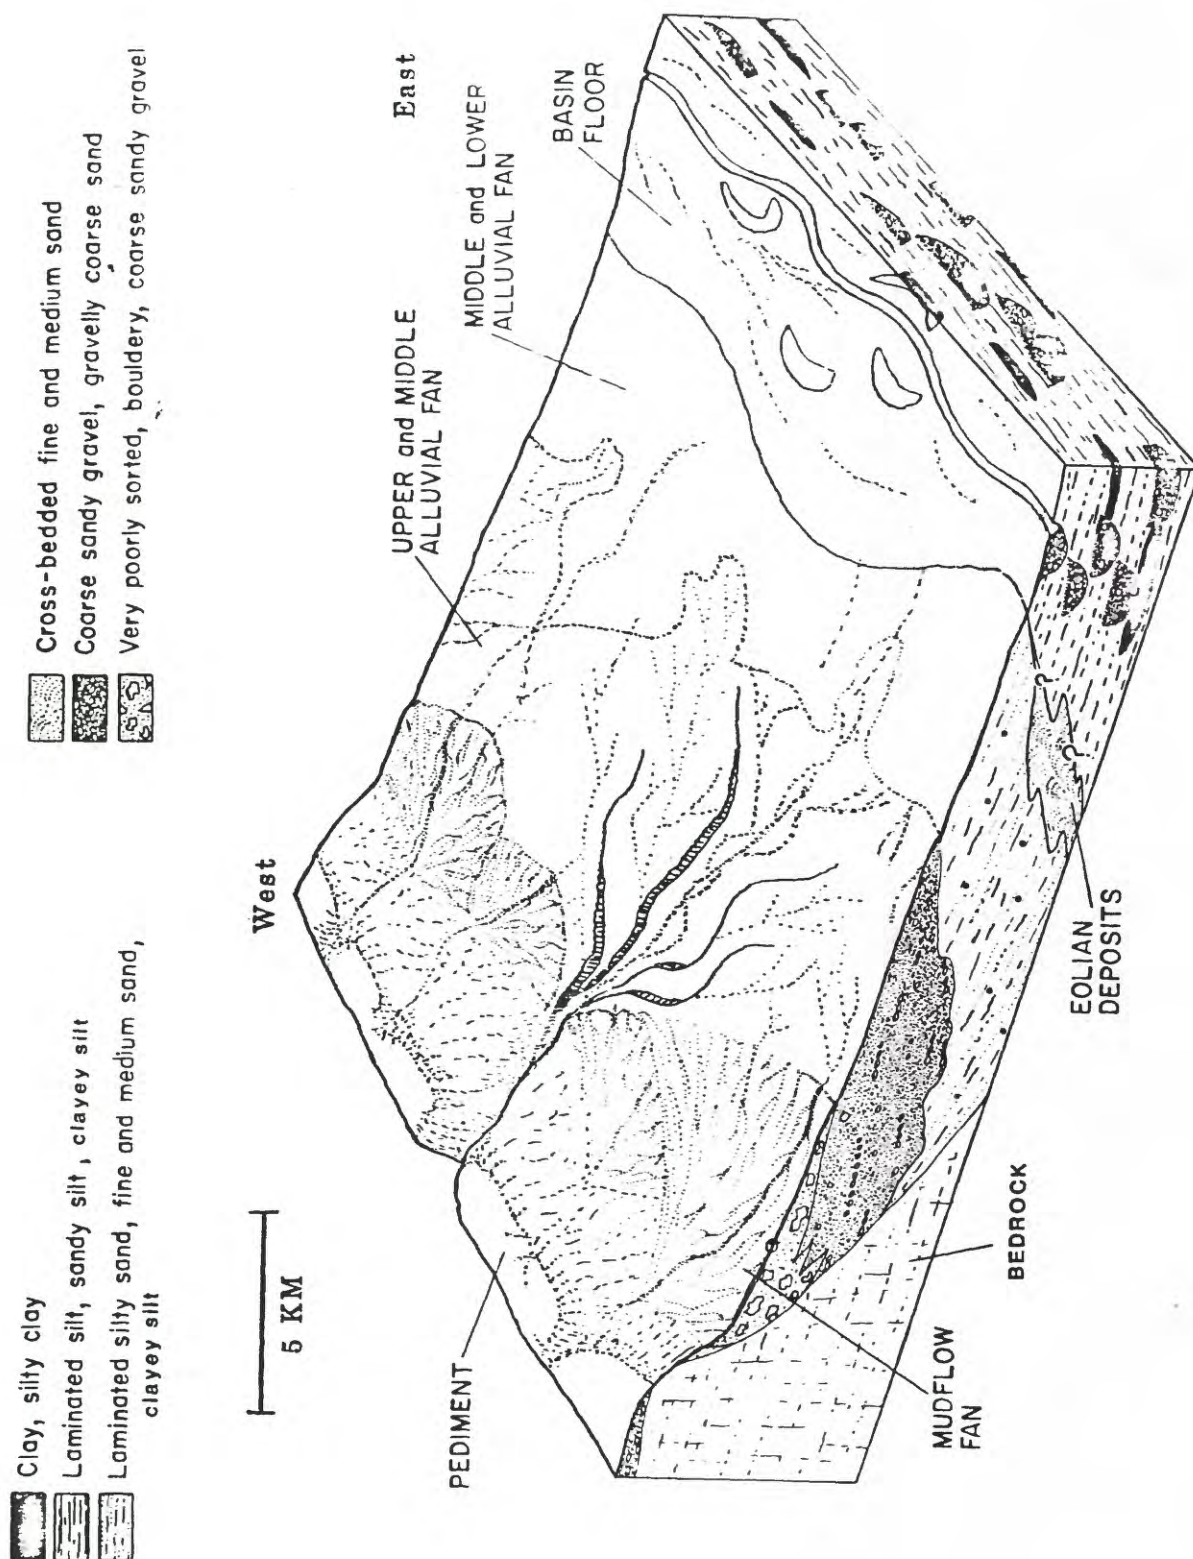 Clay, silty clay
Laminated silt, sandy silt, clayey silt
Laminated silty sand, fine and medium sand,
clayey silt
Cross-bedded fine and medium sand
Coarse sandy gravel, gravelly coarse sand
Very poorly sorted, bouldery, coarse sandy gravel
5 KM
West
East
PEDIMENT
UPPER and MIDDLE
ALLUVIAL FAN
MIDDLE and LOWER
ALLUVIAL FAN
BASIN
FLOOR
MUDFLOW
FAN
BEDROCK
EOLIAN
DEPOSITS
?
?